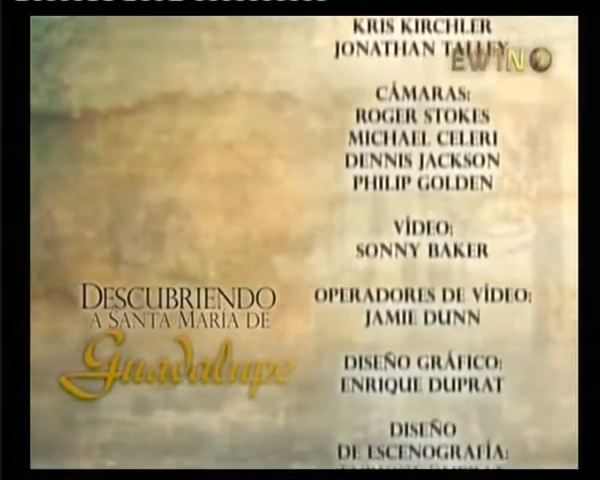 KRIS KIRCHLER
JONATHAN TALLEY
EWTN
CÁMARAS:
ROGER STOKES
MICHAEL CELERI
DENNIS JACKSON
PHILIP GOLDEN
VÍDEO:
SONNY BAKER
OPERADORES DE VÍDEO:
JAMIE DUNN
DISEÑO GRÁFICO:
ENRIQUE DUPRAT
DISEÑO
DE ESCENOGRAFÍA:
DESCUBRIENDO
A SANTA MARÍA DE
Guadalupe